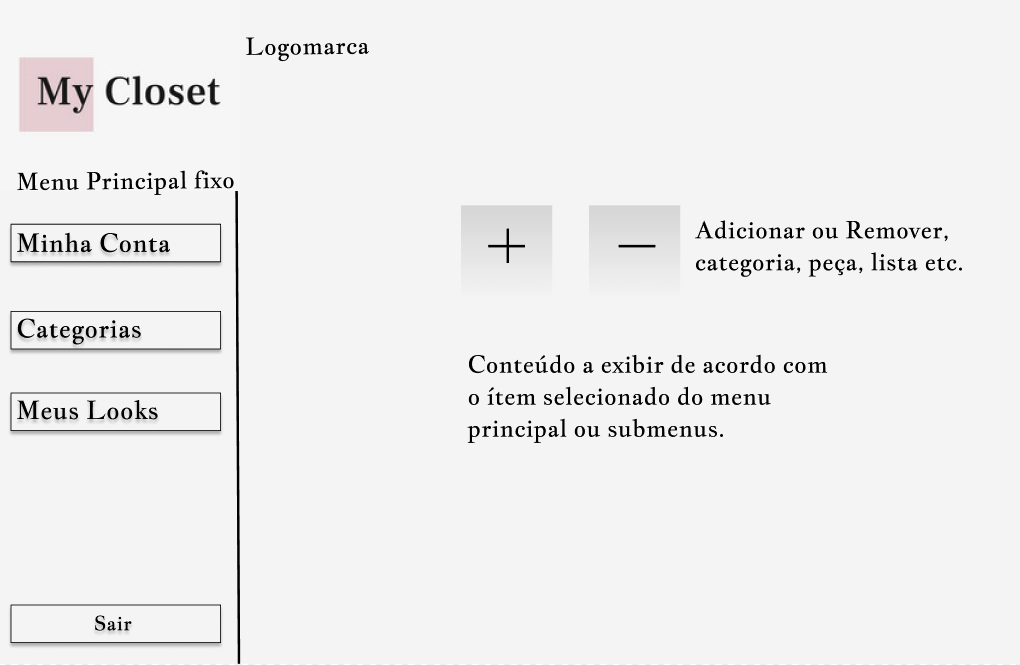 Logomarca
My Closet
Menu Principal fixo
Minha Conta
Categorias
Meus Looks
Sair
+
—
Adicionar ou Remover,
categoria, peça, lista etc.
Conteúdo a exibir de acordo com
o ítem selecionado do menu
principal ou submenus.